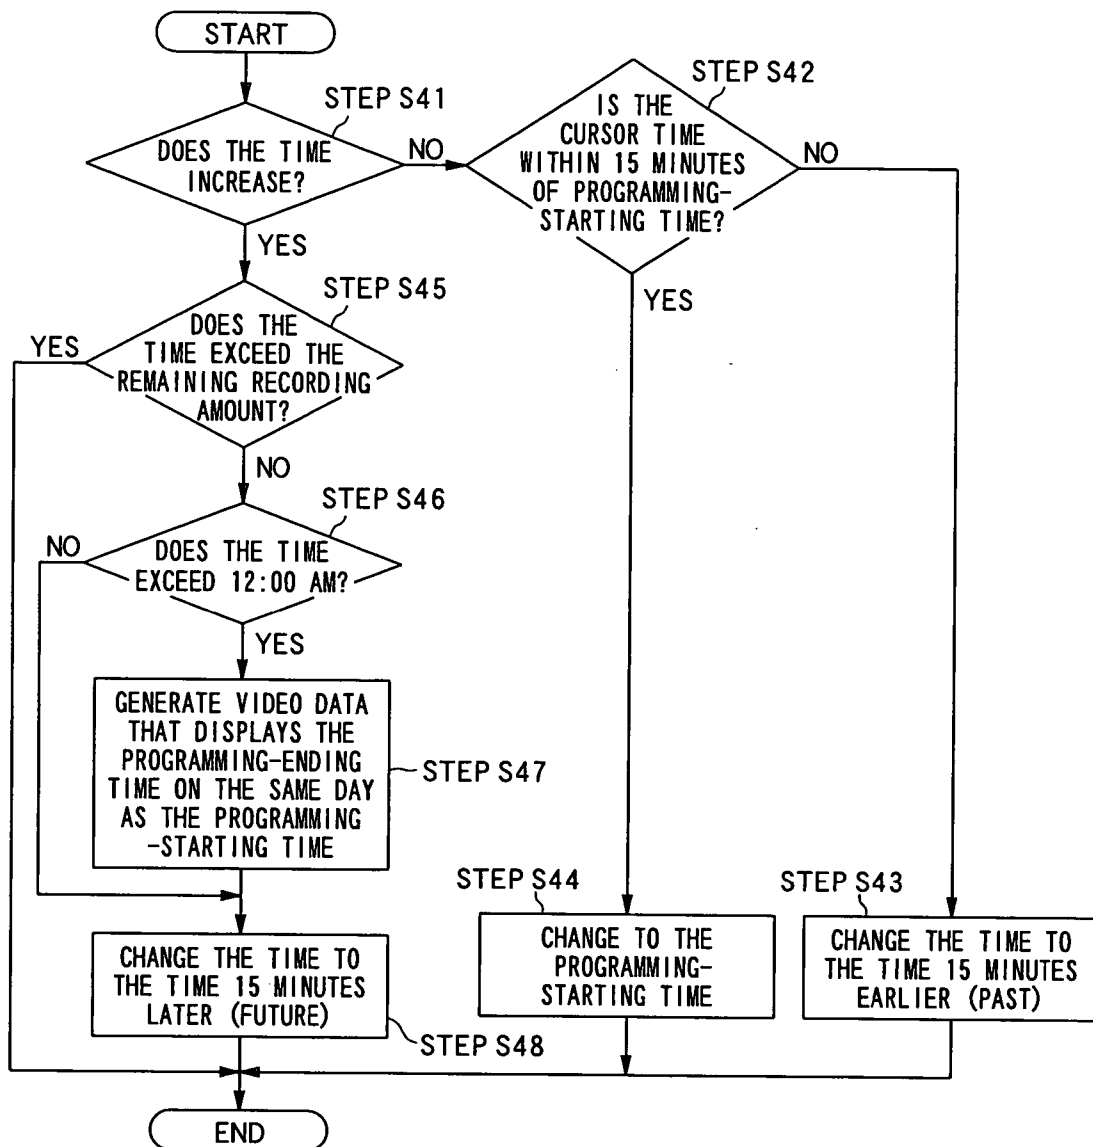 START
STEP S41
DOES THE TIME
INCREASE?
NO
YES
STEP S42
IS THE
CURSOR TIME
WITHIN 15 MINUTES
OF PROGRAMMING-
STARTING TIME?
NO
YES
STEP S45
DOES THE
TIME EXCEED THE
REMAINING RECORDING
AMOUNT?
YES
NO
STEP S46
DOES THE TIME
EXCEED 12:00 AM?
NO
YES
GENERATE VIDEO DATA
THAT DISPLAYS THE
PROGRAMMING-ENDING
TIME ON THE SAME DAY
AS THE PROGRAMMING
-STARTING TIME
STEP S47
STEP S44
CHANGE TO THE
PROGRAMMING-
STARTING TIME
STEP S43
CHANGE THE TIME TO
THE TIME 15 MINUTES
EARLIER (PAST)
CHANGE THE TIME TO
THE TIME 15 MINUTES
LATER (FUTURE)
STEP S48
END